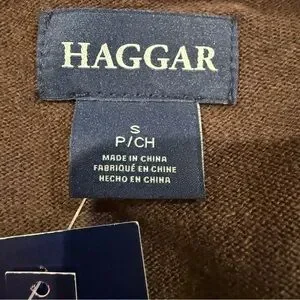 HAGGAR
S
P/CH
MADE IN CHINA
FABRIQUÉ EN CHINE
HECHO EN CHINA